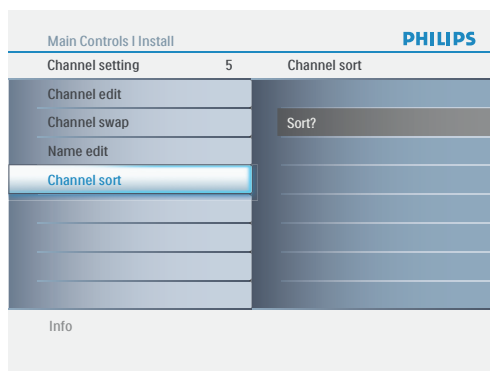 Main Controls I Install
PHILIPS
Channel setting 5 Channel sort
Channel edit
Channel swap
Sort?
Name edit
Channel sort
Info